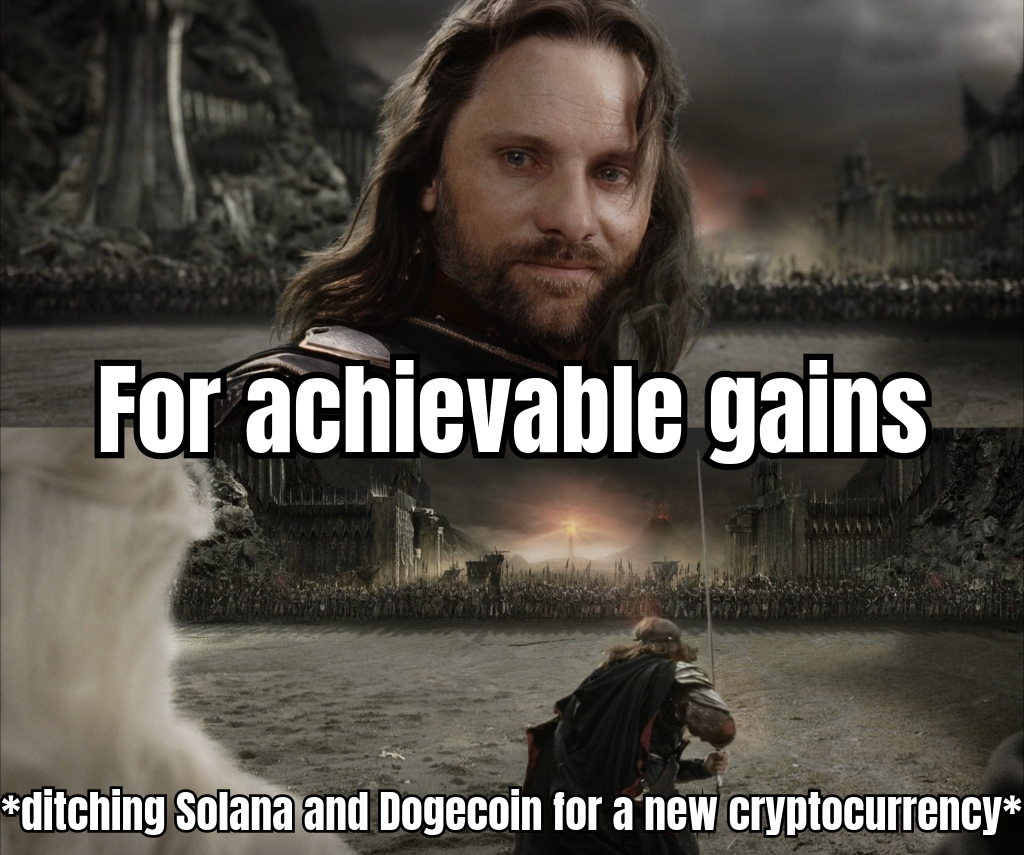 For achievable gains
*ditching Solana and Dogecoin for a new cryptocurrency*